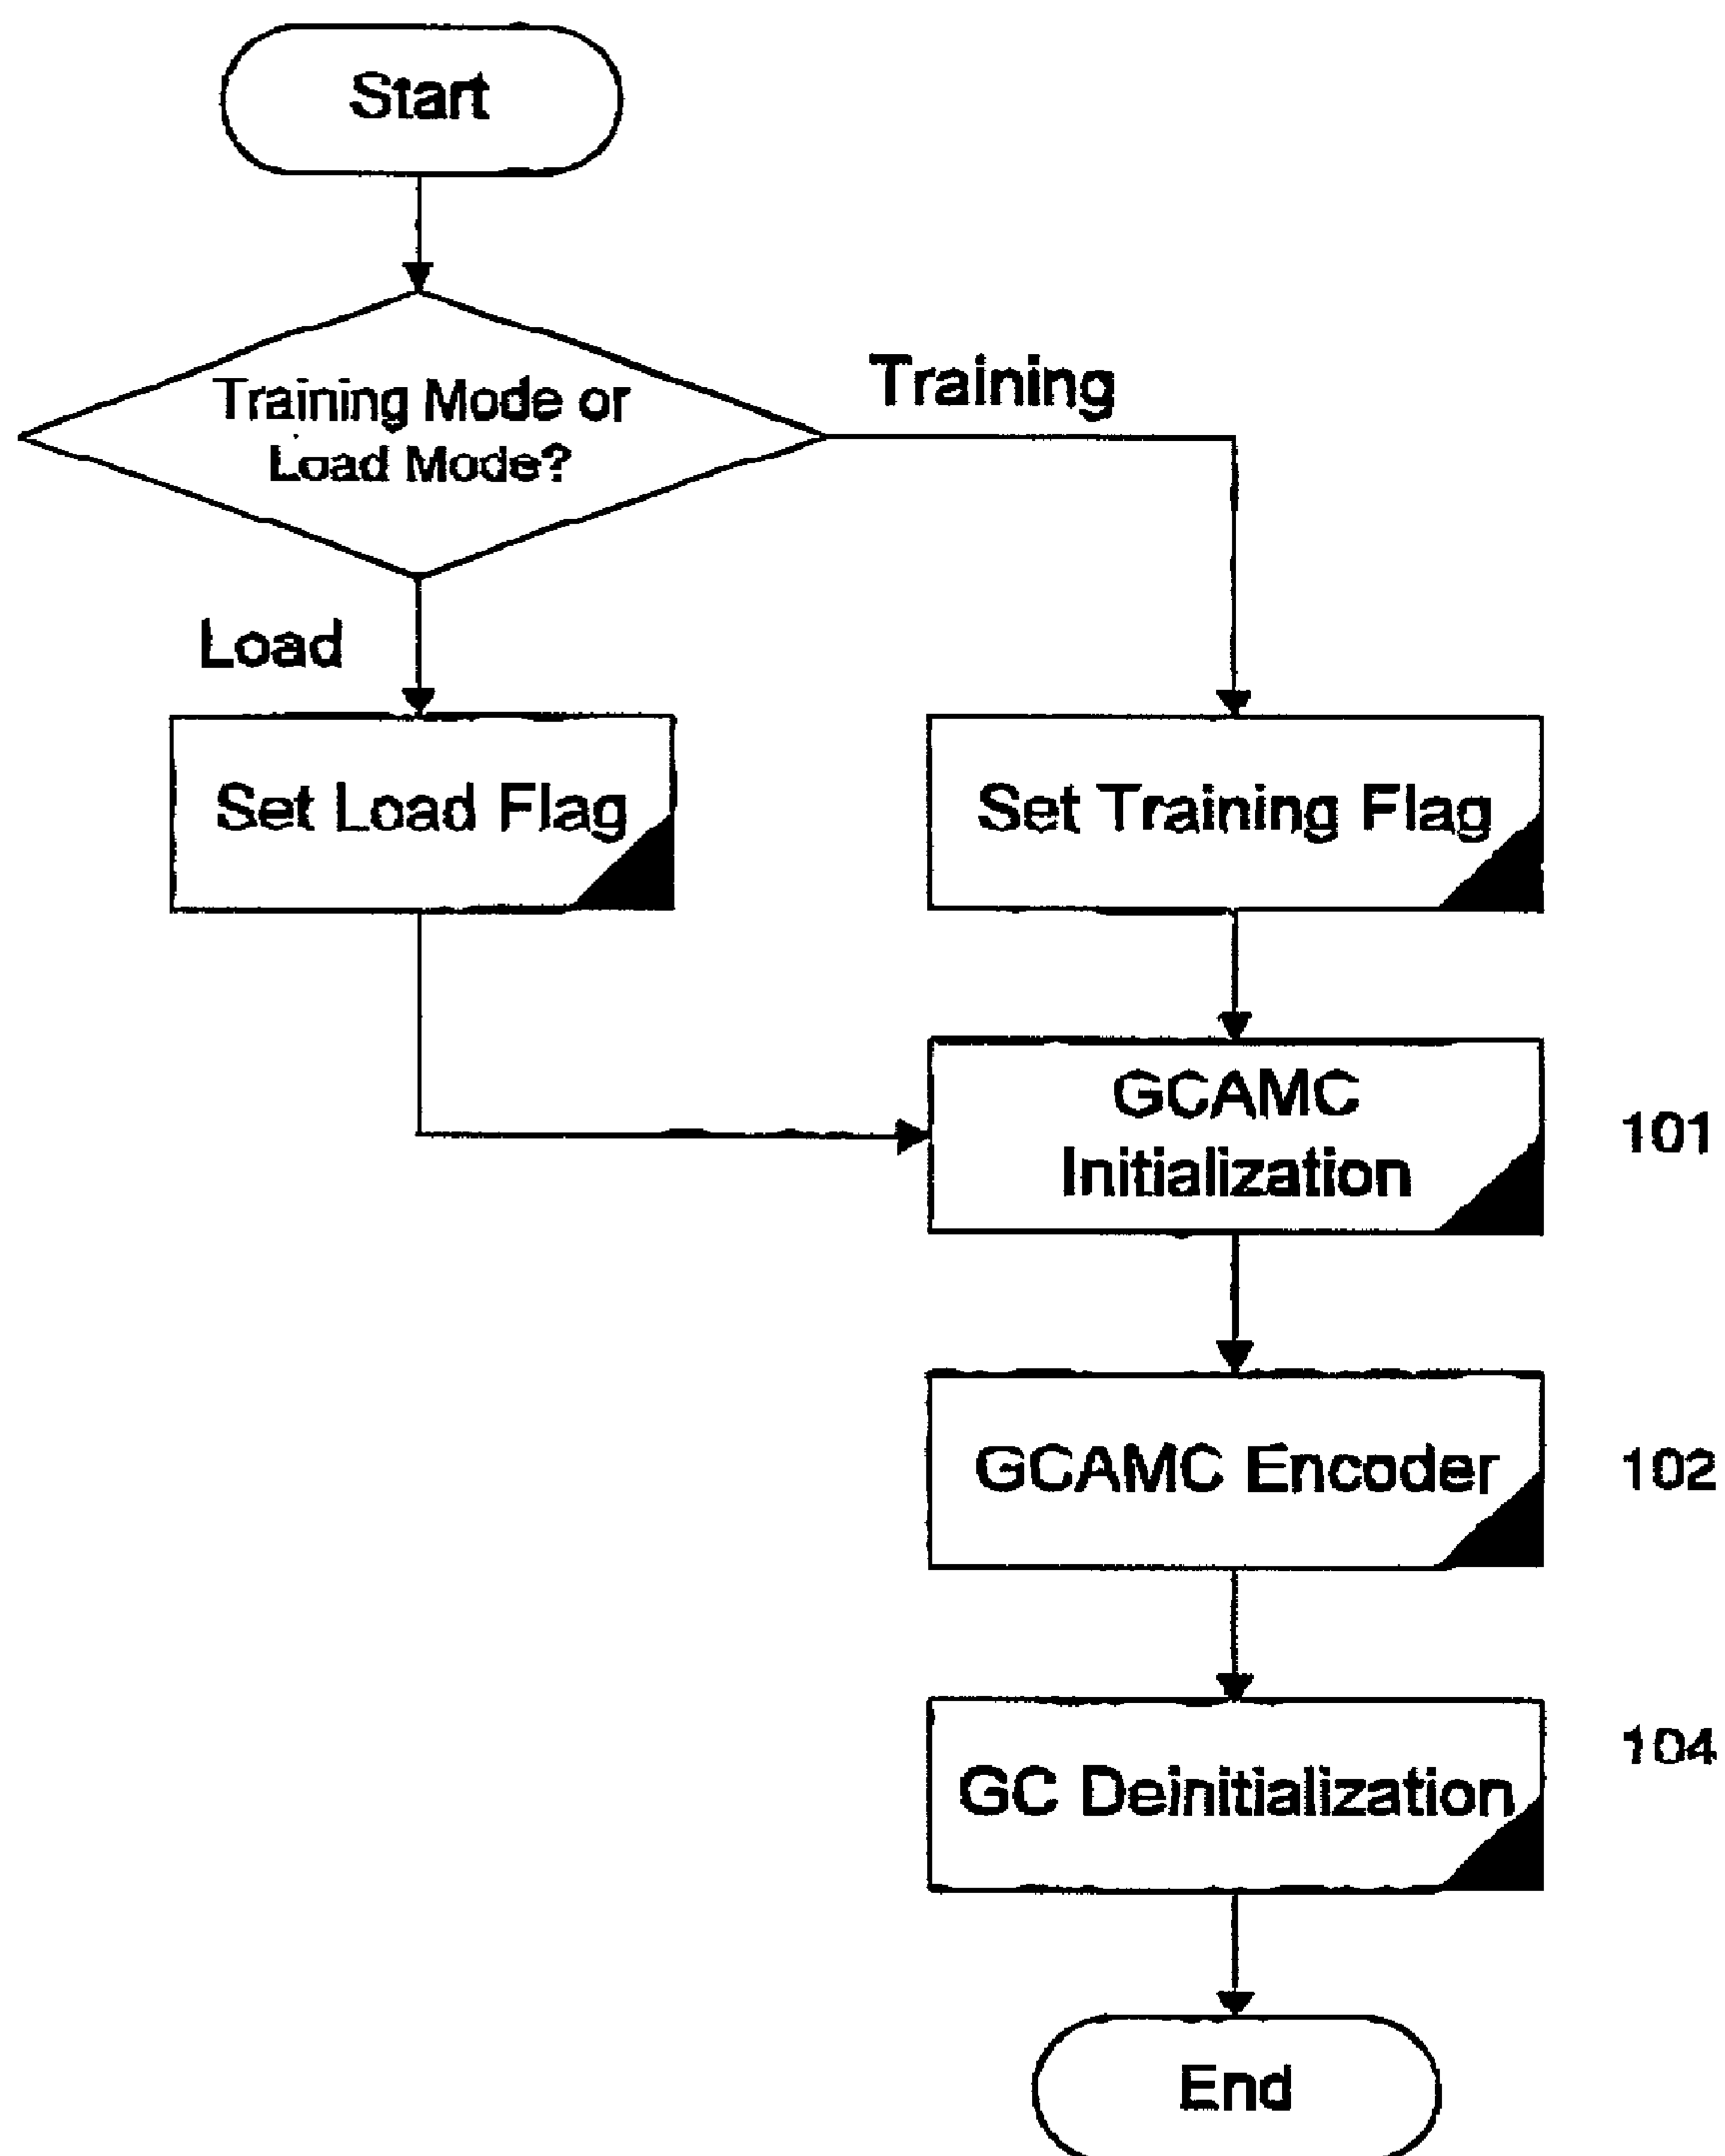 Start
Training Mode or
Load Mode?
Training
Load
Set Load Flag
Set Training Flag
GCAMC
Initialization
101
GCAMC Encoder
102
GC Deinitialization
104
End